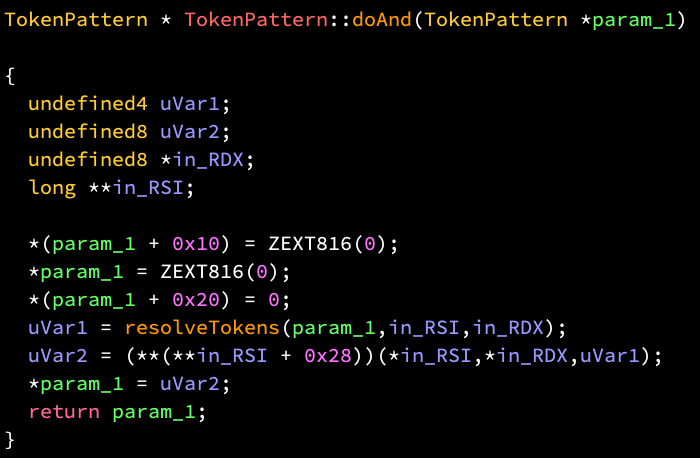 TokenPattern * TokenPattern::doAnd(TokenPattern *param_1)
{
undefined4 uVar1;
undefined8 uVar2;
undefined8 *in_RDX;
long **in_RSI;
*(param_1 + 0x10) = ZEXT816(0);
*param_1 = ZEXT816(0);
*(param_1 + 0x20) = 0;
uVar1 = resolveTokens(param_1,in_RSI,in_RDX);
uVar2 = (**(**in_RSI + 0x28))(*in_RSI,*in_RDX,uVar1);
*param_1 = uVar2;
return param_1;
}